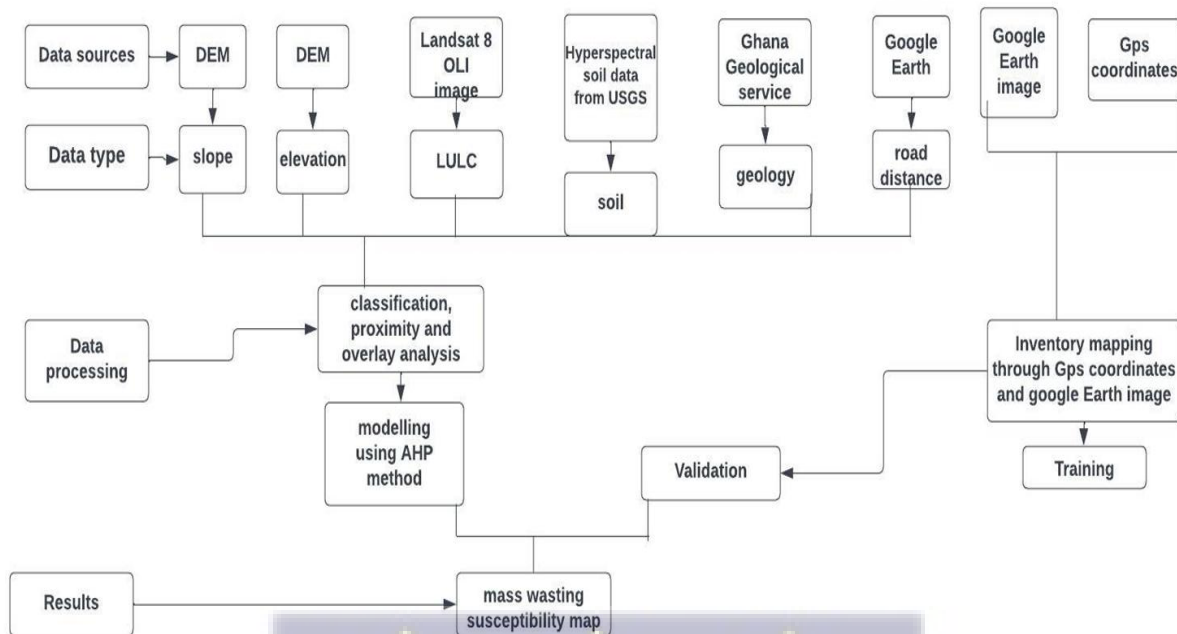 Data sources
DEM
DEM
Landsat 8
OLI
image
Hyperspectral
soil data
from USGS
Ghana
Geological
service
Google
Earth
Google
Earth
image
Gps
coordinates
Data type
slope
elevation
LULC
soil
geology
road
distance
Data
processing
classification,
proximity and
overlay analysis
Inventory mapping
through Gps coordinates
and google Earth image
modelling
using AHP
method
Validation
Training
Results
mass wasting
susceptibility map